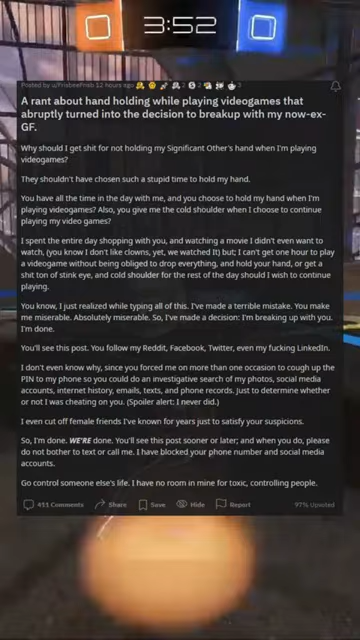 3:52
Posted by u/FrisbeeFrieb 12 hours ago 2 2 3
A rant about hand holding while playing videogames that
abruptly turned into the decision to breakup with my now-ex-
GF.
Why should I get shit for not holding my Significant Other's hand when I'm playing
videogames?
They shouldn't have chosen such a stupid time to hold my hand.
You have all the time in the day with me, and you choose to hold my hand when I'm
playing videogames? Also, you give me the cold shoulder when I choose to continue
playing my video games?
I spent the entire day shopping with you, and watching a movie I didn't even want to
watch, (you know I don't like clowns, yet, we watched It) but; I can't get one hour to play
a videogame without being obliged to drop everything, and hold your hand, or get a
shit ton of stink eye, and cold shoulder for the rest of the day should I wish to continue
playing.
You know, I just realized while typing all of this. I've made a terrible mistake. You make
me miserable. Absolutely miserable. So, I've made a decision: I'm breaking up with you.
I'm done.
You'll see this post. You follow my Reddit, Facebook, Twitter, even my fucking LinkedIn.
I don't even know why, since you forced me on more than one occasion to cough up the
PIN to my phone so you could do an investigative search of my photos, social media
accounts, internet history, emails, texts, and phone records. Just to determine whether
or not I was cheating on you. (Spoiler alert: I never did.)
I even cut off female friends I've known for years just to satisfy your suspicions.
So, I'm done. WE'RE done. You'll see this post sooner or later; and when you do, please
do not bother to text or call me. I have blocked your phone number and social media
accounts.
Go control someone else's life. I have no room in mine for toxic, controlling people.
411 Comments Share Save Hide Report 97% Upvoted